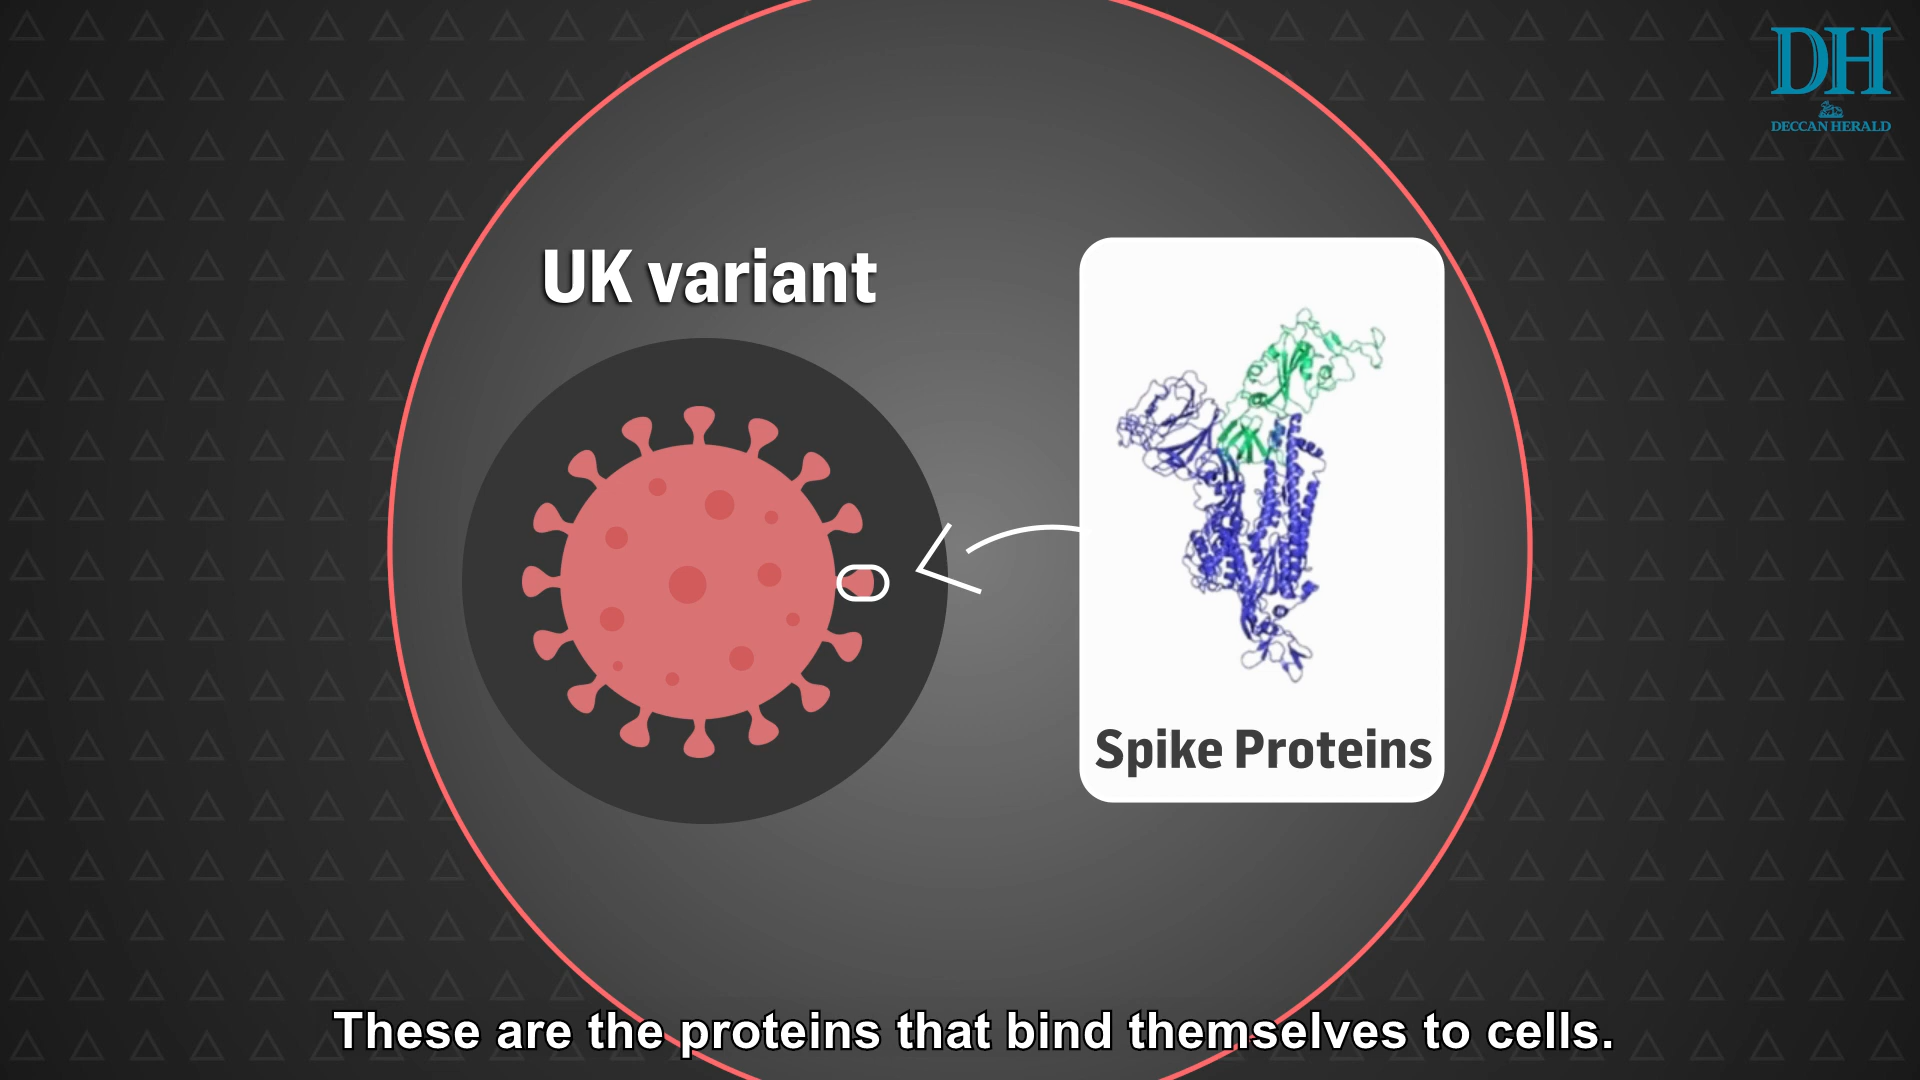 DH
DECCAN HERALD
UK variant
Spike Proteins
These are the proteins that bind themselves to cells.